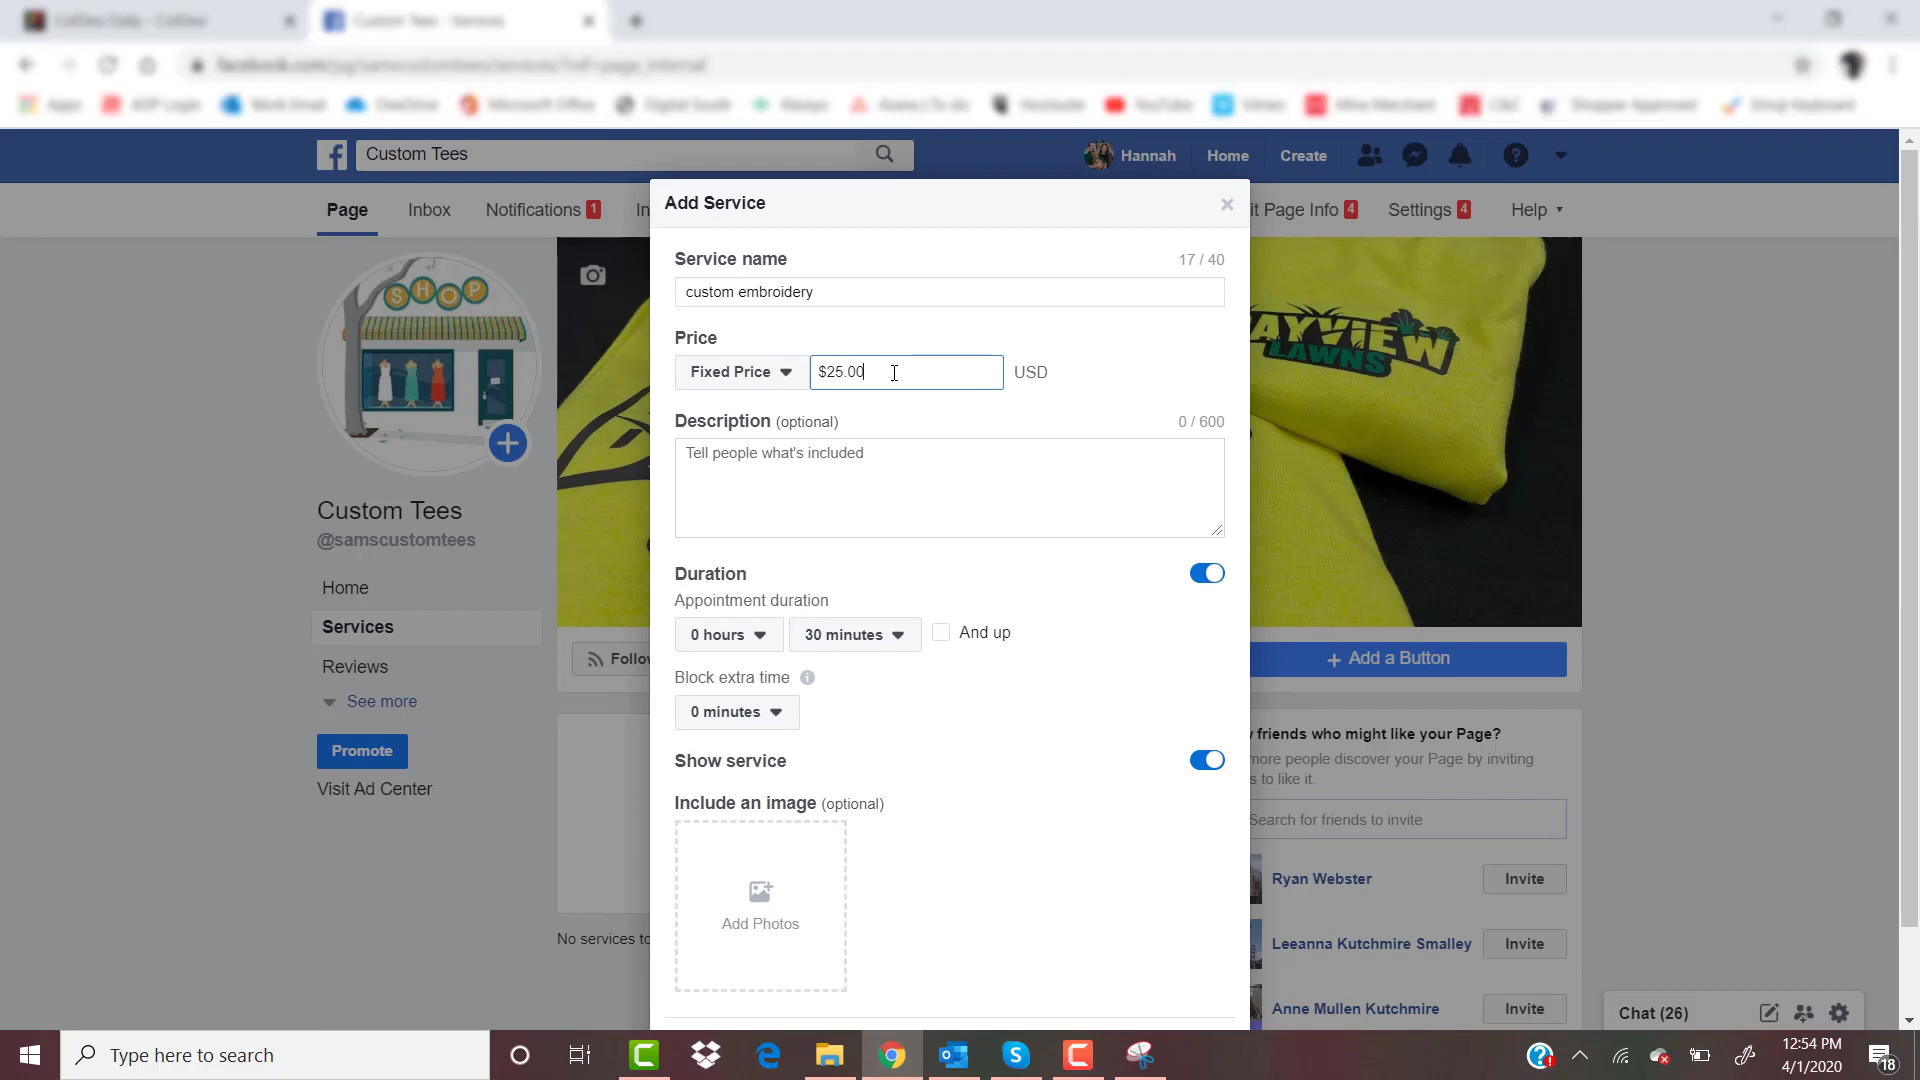 Custom Tees
Hannah
Home
Create
Page
Inbox
Notifications 1
In
it Page Info 4
Settings 4
Help
Add Service
×
Service name
17 / 40
custom embroidery
Price
Fixed Price
$25.00
USD
Description (optional)
0 / 600
Tell people what's included
Duration
Appointment duration
0 hours
30 minutes
And up
Block extra time
0 minutes
Show service
Include an image (optional)
Add Photos
SHOP
Custom Tees
@samscustomtees
Home
Services
Reviews
See more
Promote
Visit Ad Center
AYVIEW
LAWNS
Follo
+ Add a Button
No services to
friends who might like your Page?
more people discover your Page by inviting
s to like it.
Search for friends to invite
Ryan Webster
Invite
Leeanna Kutchmire Smalley
Invite
Anne Mullen Kutchmire
Invite
Chat (26)
Type here to search
12:54 PM
4/1/2020
18